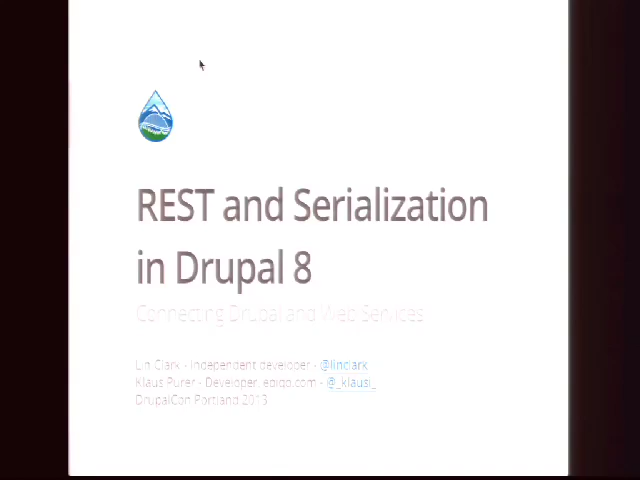 REST and Serialization
in Drupal 8
Connecting Drupal and Web Services
Lin Clark - Independent developer - @linclark
Klaus Purer - Developer, epiqo.com - @_klausi_
DrupalCon Portland 2013